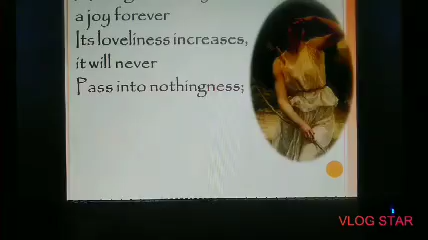 a joy forever
Its loveliness increases,
it will never
Pass into nothingness;
VLOG STAR